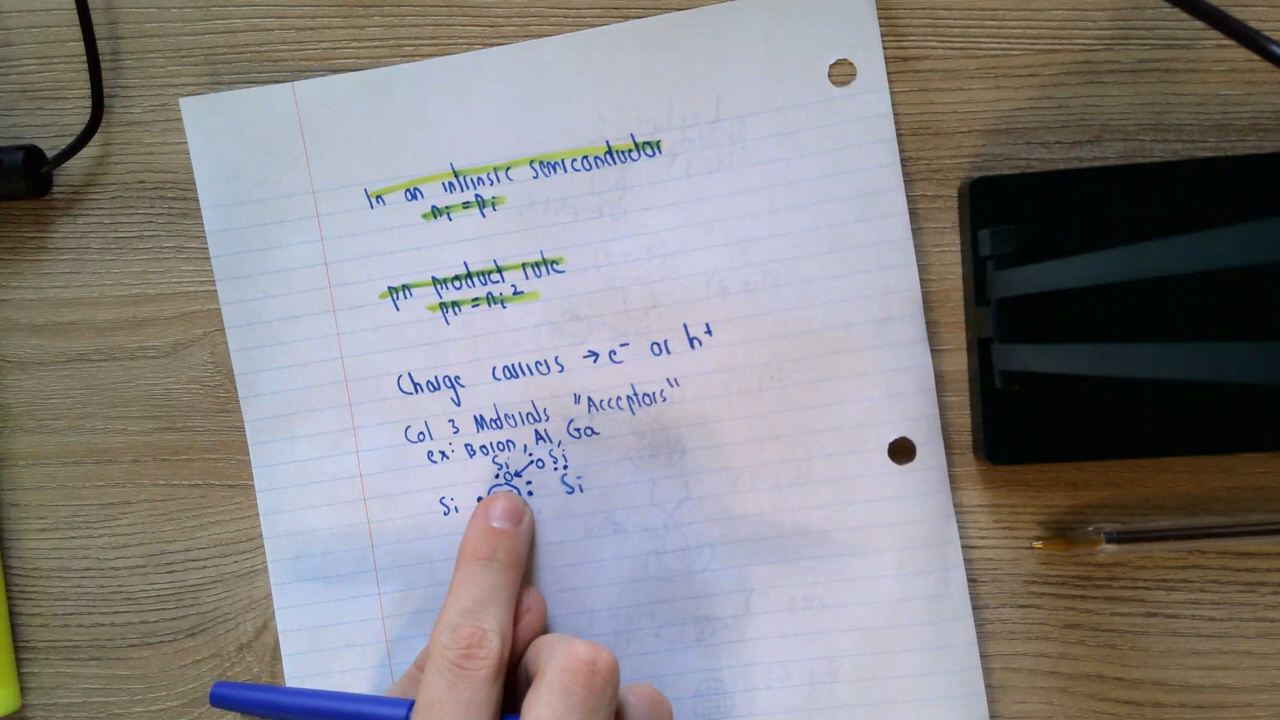 In an intrinsic semiconductor
nᵢ = pᵢ
pn product rule
pn = nᵢ²
Charge carriers → e⁻ or h⁺
Col 3 Materials "Acceptors"
ex: Boron, Al, Ga
Si Si
Si Si